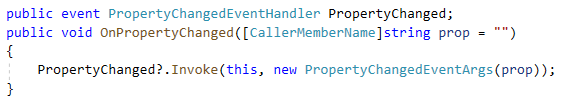 public event PropertyChangedEventHandler PropertyChanged;
public void OnPropertyChanged([CallerMemberName]string prop = "")
{
    PropertyChanged?.Invoke(this, new PropertyChangedEventArgs(prop));
}